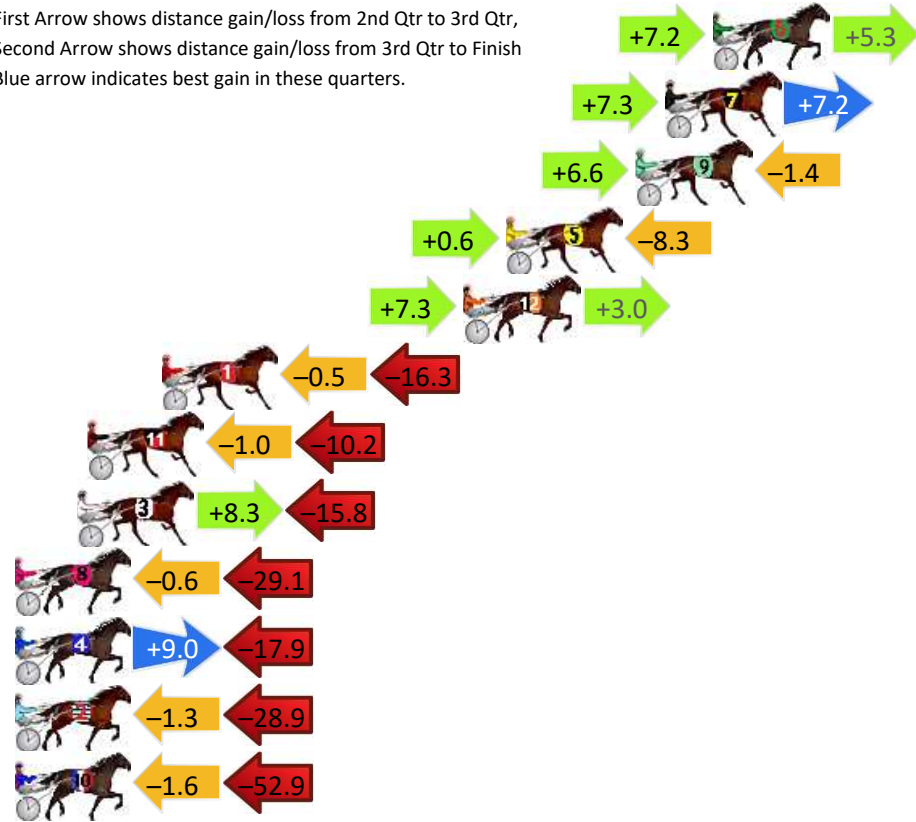 First Arrow shows distance gain/loss from 2nd Qtr to 3rd Qtr,
Second Arrow shows distance gain/loss from 3rd Qtr to Finish
Blue arrow indicates best gain in these quarters.
+7.2 6 +5.3
+7.3 7 +7.2
+6.6 9 –1.4
+0.6 5 –8.3
+7.3 12 +3.0
1 –0.5 –16.3
11 –1.0 –10.2
3 +8.3 –15.8
8 –0.6 –29.1
4 +9.0 –17.9
2 –1.3 –28.9
10 –1.6 –52.9